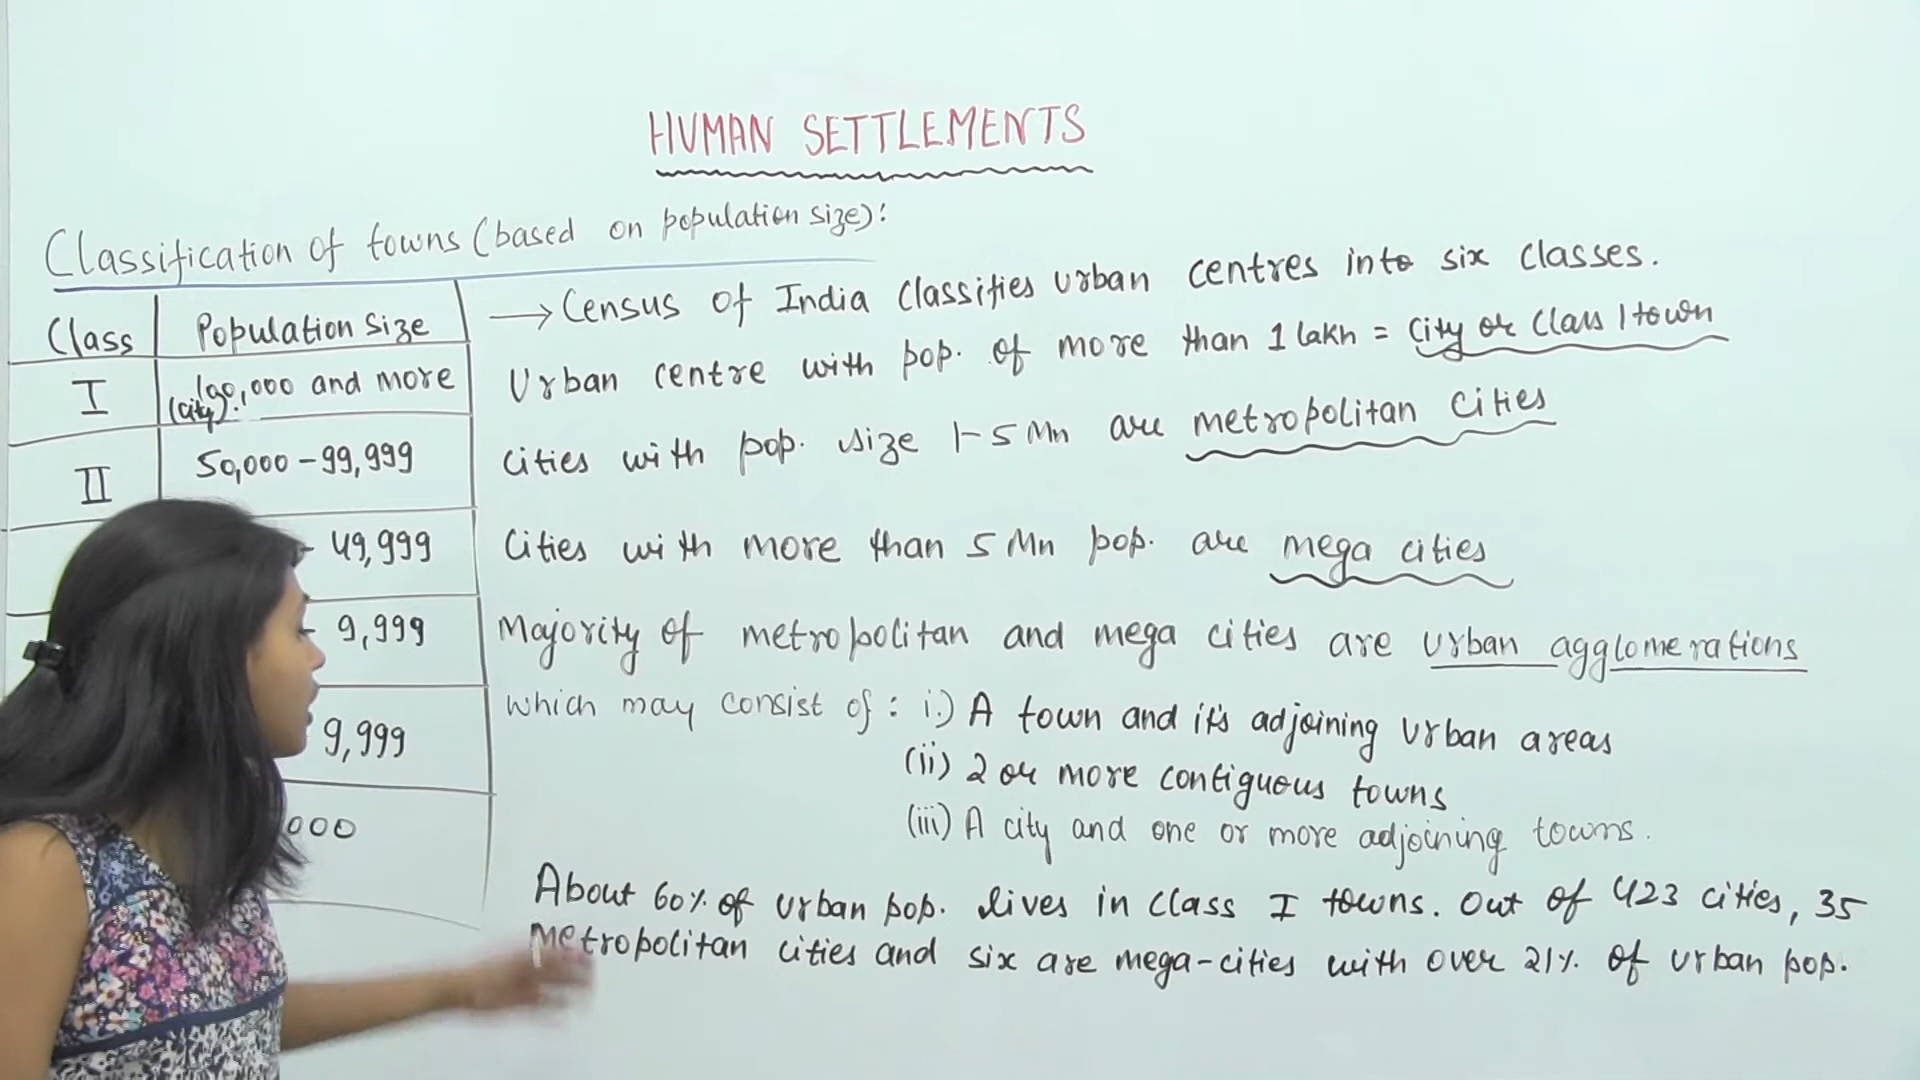 HUMAN SETTLEMENTS
Classification of towns (based on population size):
Class Population Size
I 100,000 and more
(city).
II 50,000 - 99,999
- 49,999
- 9,999
9,999
000
→ Census of India classifies urban centres into six classes.
Urban centre with pop. of more than 1 lakh = City or Class 1 town
Cities with pop. size 1-5 Mn are metropolitan cities
Cities with more than 5 Mn pop. are mega cities
Majority of metropolitan and mega cities are urban agglomerations
which may consist of : i.) A town and it's adjoining urban areas
(ii) 2 or more contiguous towns
(iii) A city and one or more adjoining towns.
About 60% of urban pop. lives in class I towns. Out of 423 cities, 35
metropolitan cities and six are mega-cities with over 21% of urban pop.